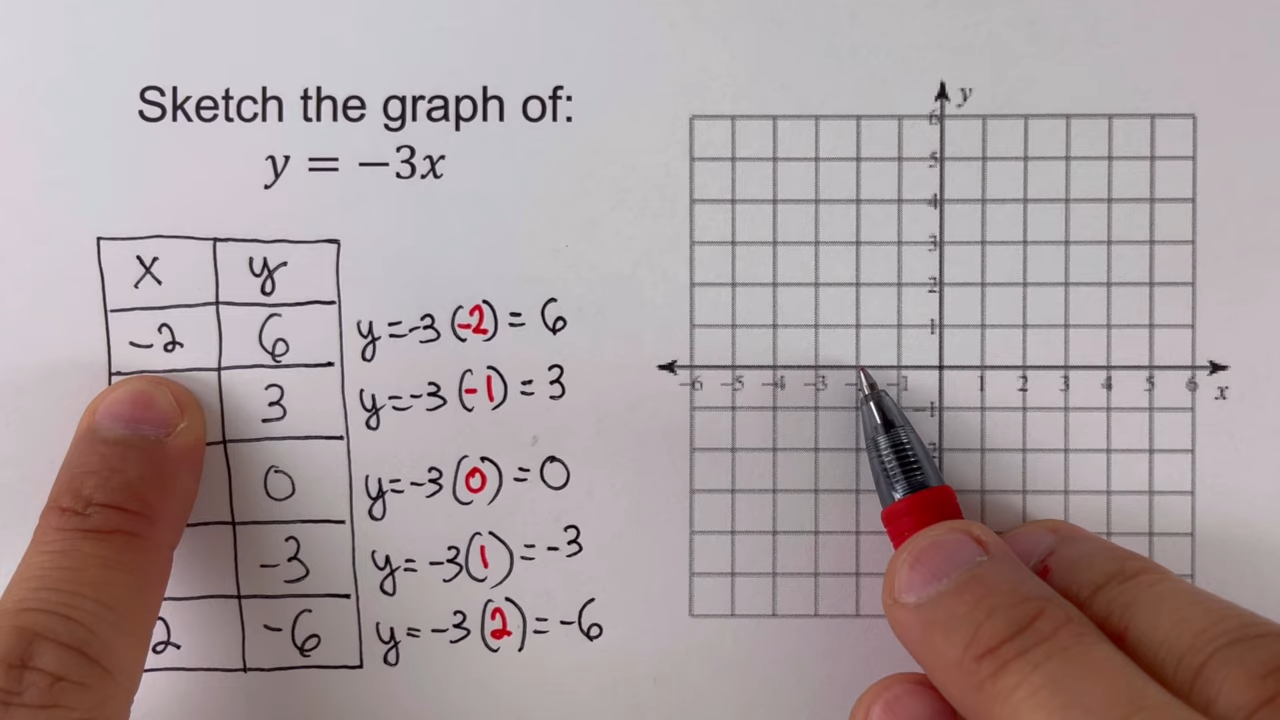 Sketch the graph of:
y = −3x
x y
-2 6 y=-3(-2)=6
3 y=-3(-1)=3
0 y=-3(0)=0
-3 y=-3(1)=-3
2 -6 y=-3(2)=-6
y
6
5
4
3
2
1
-6 -5 -4 -3 -1 1 2 3 4 5 6 x
-1